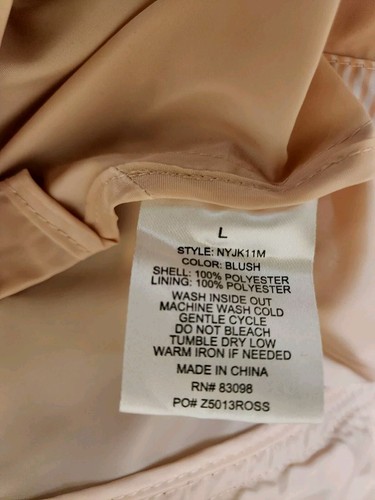 L
STYLE: NYJK11M
COLOR: BLUSH
SHELL: 100% POLYESTER
LINING: 100% POLYESTER
WASH INSIDE OUT
MACHINE WASH COLD
GENTLE CYCLE
DO NOT BLEACH
TUMBLE DRY LOW
WARM IRON IF NEEDED
MADE IN CHINA
RN# 83098
PO# Z5013ROSS